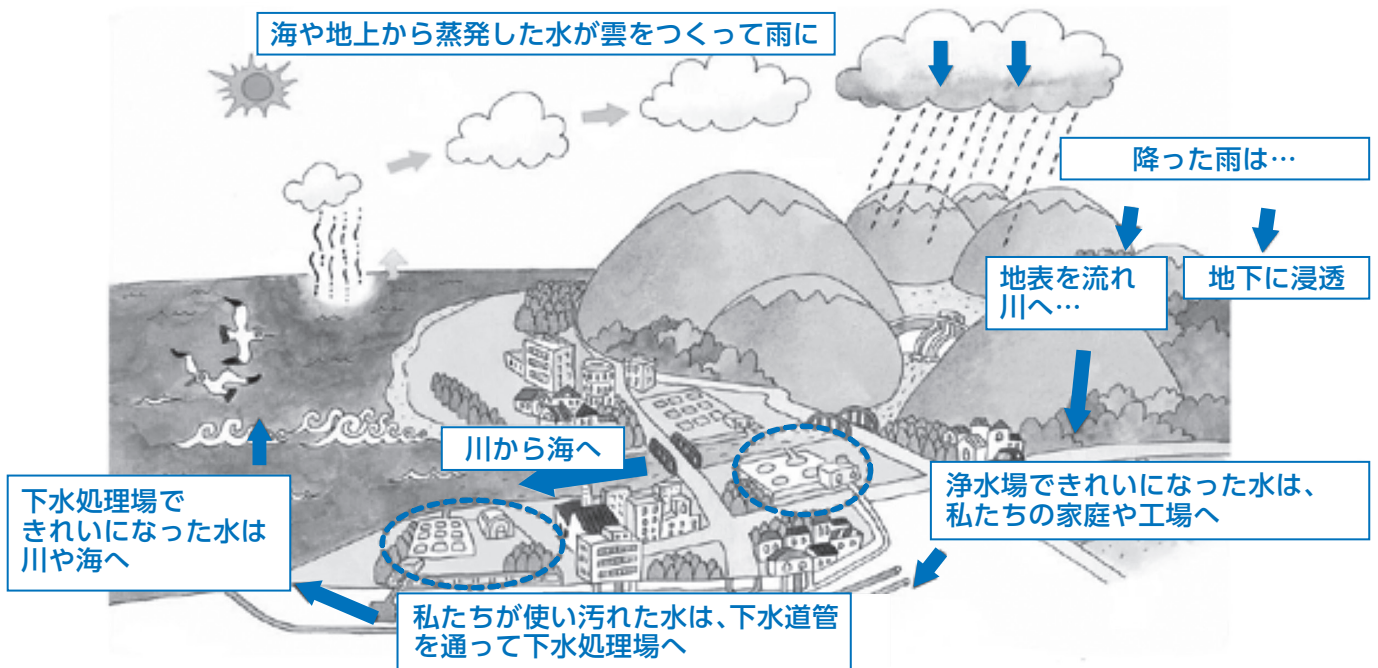 海や地上から蒸発した水が雲をつくって雨に
降った雨は…
地表を流れ
川へ…
地下に浸透
川から海へ
浄水場できれいになった水は、
私たちの家庭や工場へ
下水処理場で
きれいになった水は
川や海へ
私たちが使い汚れた水は、下水道管
を通って下水処理場へ